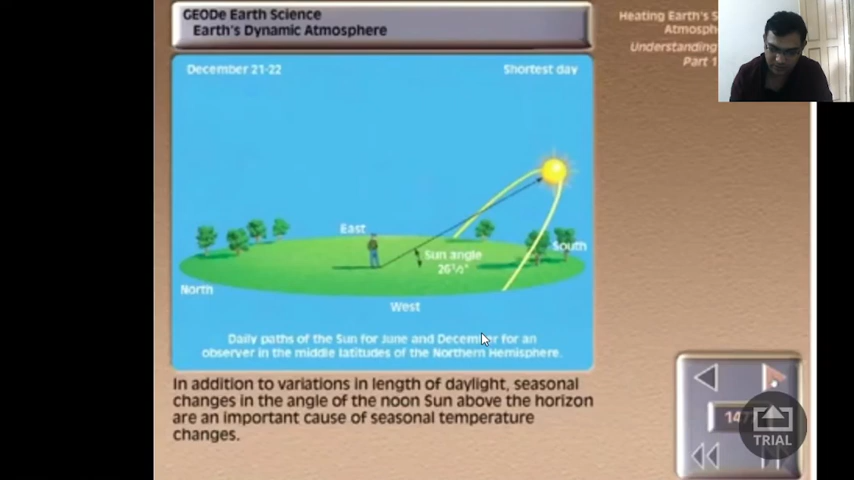 GEODe Earth Science
Earth's Dynamic Atmosphere
Heating Earth's S
Atmosph
Understanding
Part 1
December 21-22
Shortest day
East
Sun angle
26½°
South
North
West
Daily paths of the Sun for June and December for an
observer in the middle latitudes of the Northern Hemisphere.
In addition to variations in length of daylight, seasonal
changes in the angle of the noon Sun above the horizon
are an important cause of seasonal temperature
changes.
TRIAL